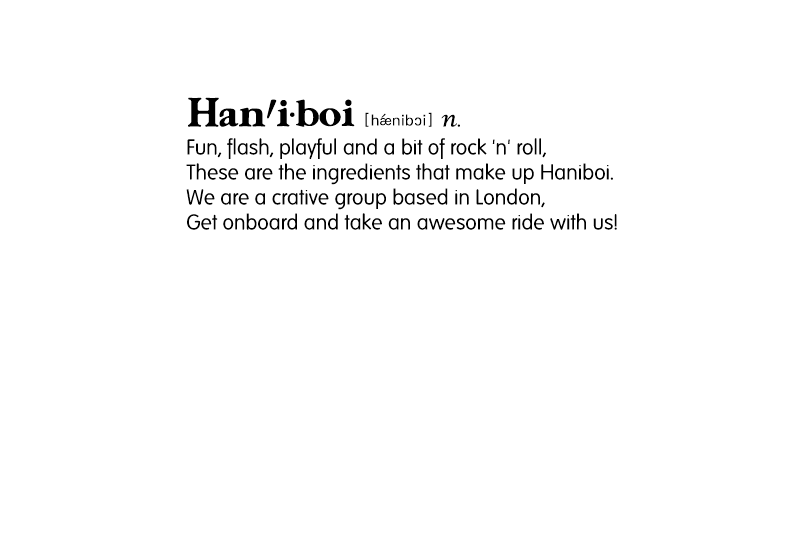 Han′i·boi [hǽnibɔi] n.
Fun, flash, playful and a bit of rock 'n' roll,
These are the ingredients that make up Haniboi.
We are a crative group based in London,
Get onboard and take an awesome ride with us!